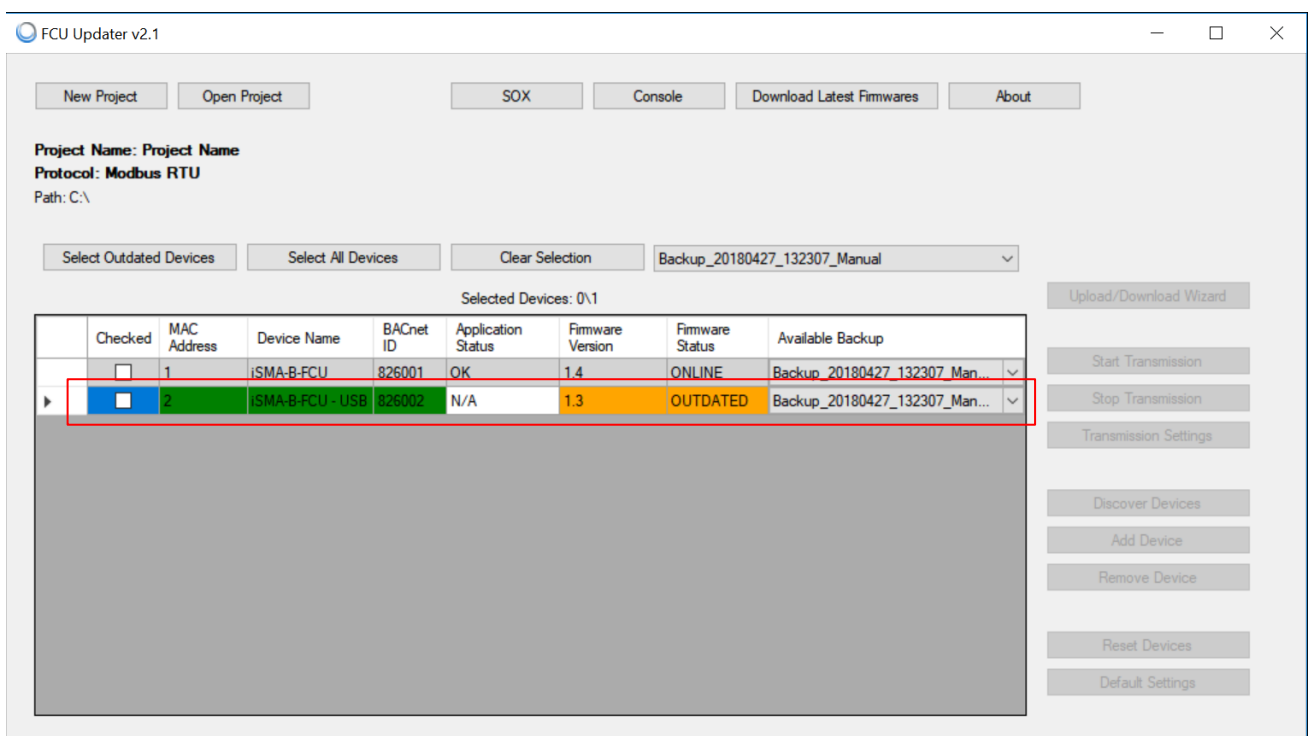 FCU Updater v2.1
New Project Open Project SOX Console Download Latest Firmwares About
Project Name: Project Name
Protocol: Modbus RTU
Path: C:\
Select Outdated Devices Select All Devices Clear Selection Backup_20180427_132307_Manual
Selected Devices: 0\1
Upload/Download Wizard
Checked MAC Address Device Name BACnet ID Application Status Firmware Version Firmware Status Available Backup
1 iSMA-B-FCU 826001 OK 1.4 ONLINE Backup_20180427_132307_Man...
2 iSMA-B-FCU - USB 826002 N/A 1.3 OUTDATED Backup_20180427_132307_Man...
Start Transmission
Stop Transmission
Transmission Settings
Discover Devices
Add Device
Remove Device
Reset Devices
Default Settings